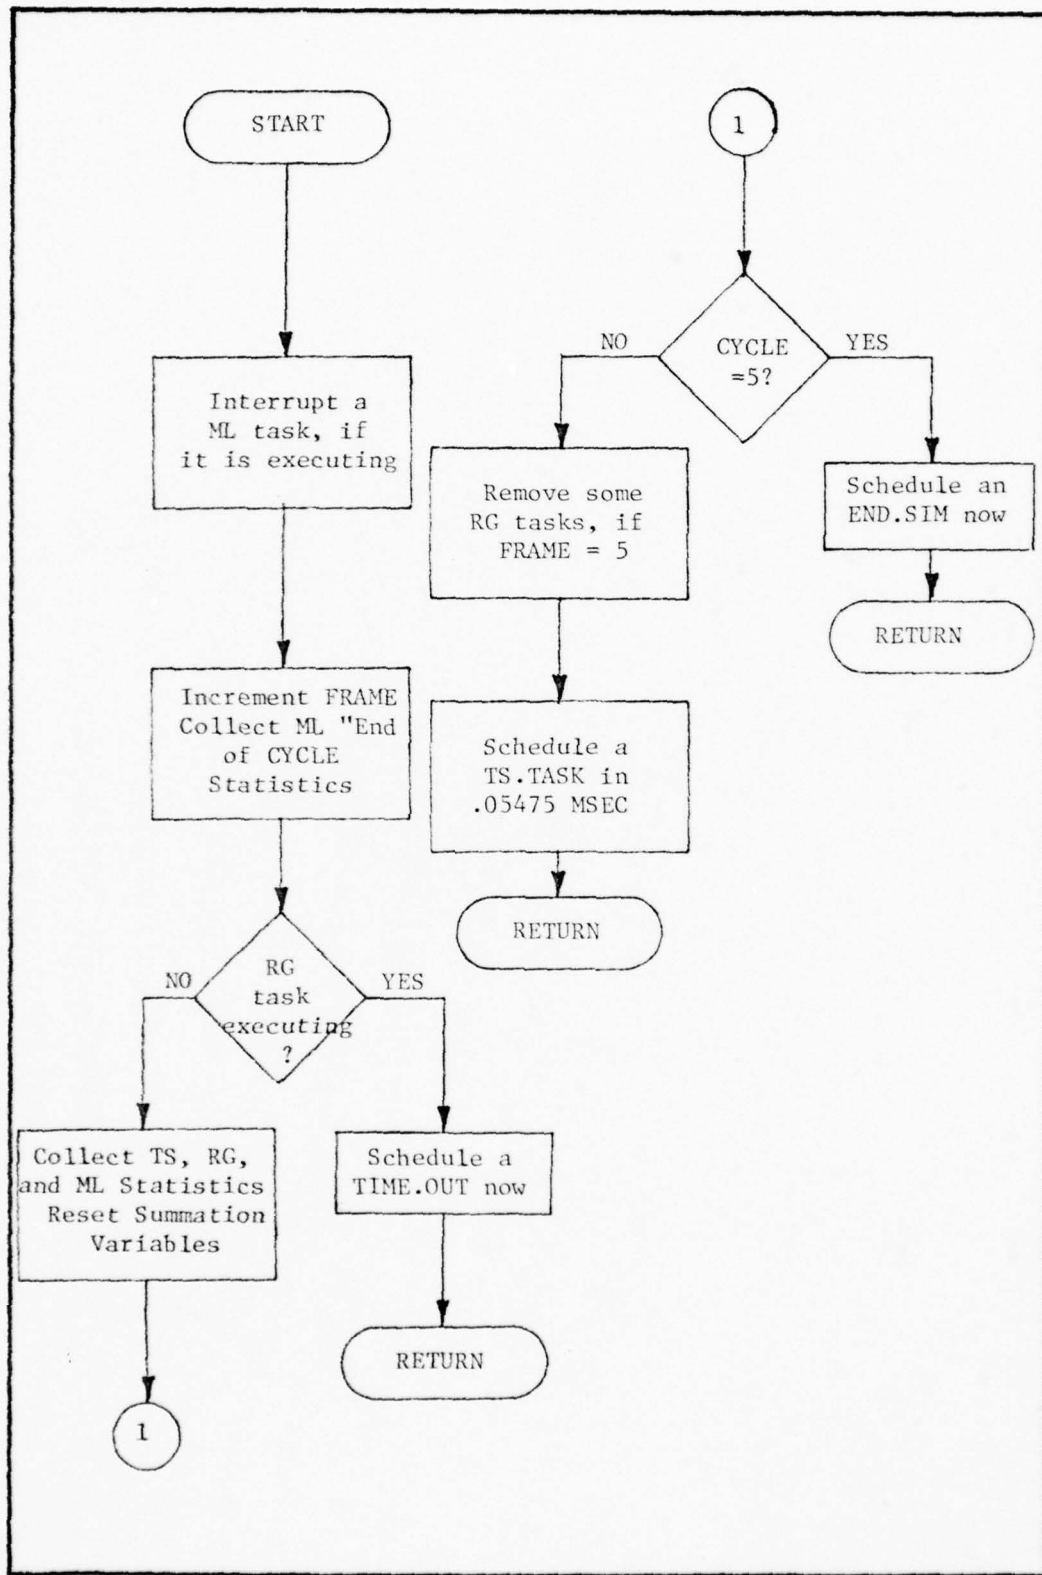 START
Interrupt a
ML task, if
it is executing
Increment FRAME
Collect ML "End
of CYCLE
Statistics
RG
task
executing
?
NO
YES
Collect TS, RG,
and ML Statistics
Reset Summation
Variables
1
Schedule a
TIME.OUT now
RETURN
1
CYCLE
=5?
NO
YES
Remove some
RG tasks, if
FRAME = 5
Schedule a
TS.TASK in
.05475 MSEC
RETURN
Schedule an
END.SIM now
RETURN